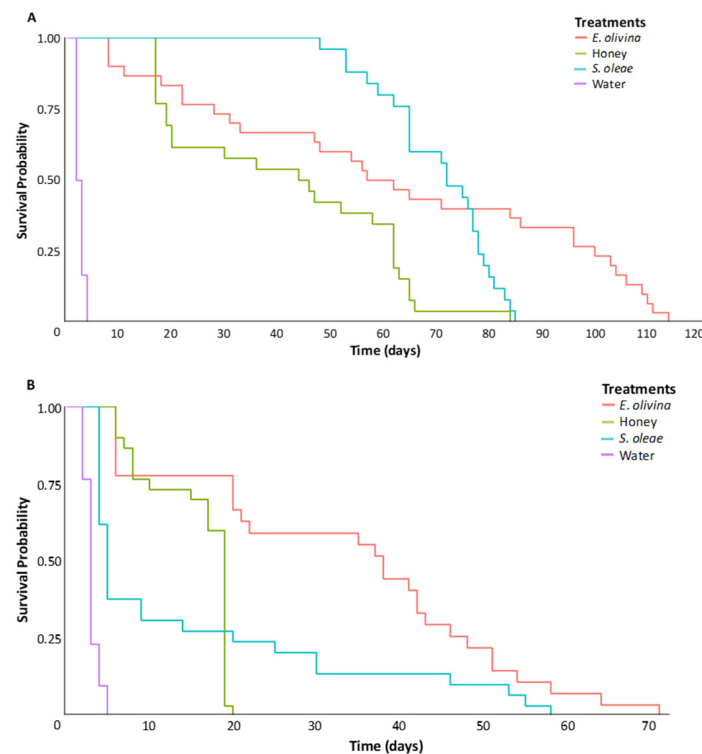 A
Treatments
E. olivina
Honey
S. oleae
Water
1.00
0.75
0.50
0.25
Survival Probability
0 10 20 30 40 50 60 70 80 90 100 110 120
Time (days)
B
Treatments
E. olivina
Honey
S. oleae
Water
1.00
0.75
0.50
0.25
Survival Probability
0 10 20 30 40 50 60 70
Time (days)